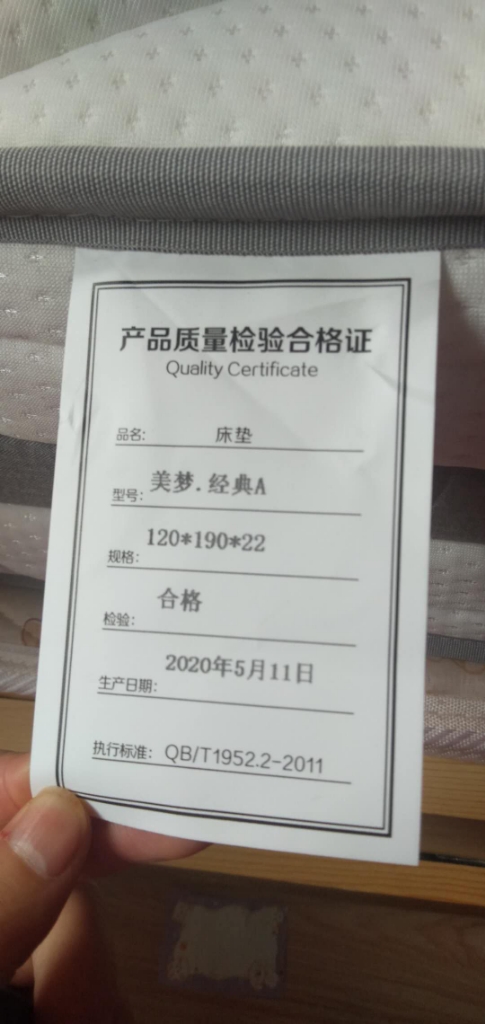 产品质量检验合格证
Quality Certificate
品名: 床垫
型号: 美梦.经典A
规格: 120*190*22
检验: 合格
生产日期: 2020年5月11日
执行标准: QB/T1952.2-2011